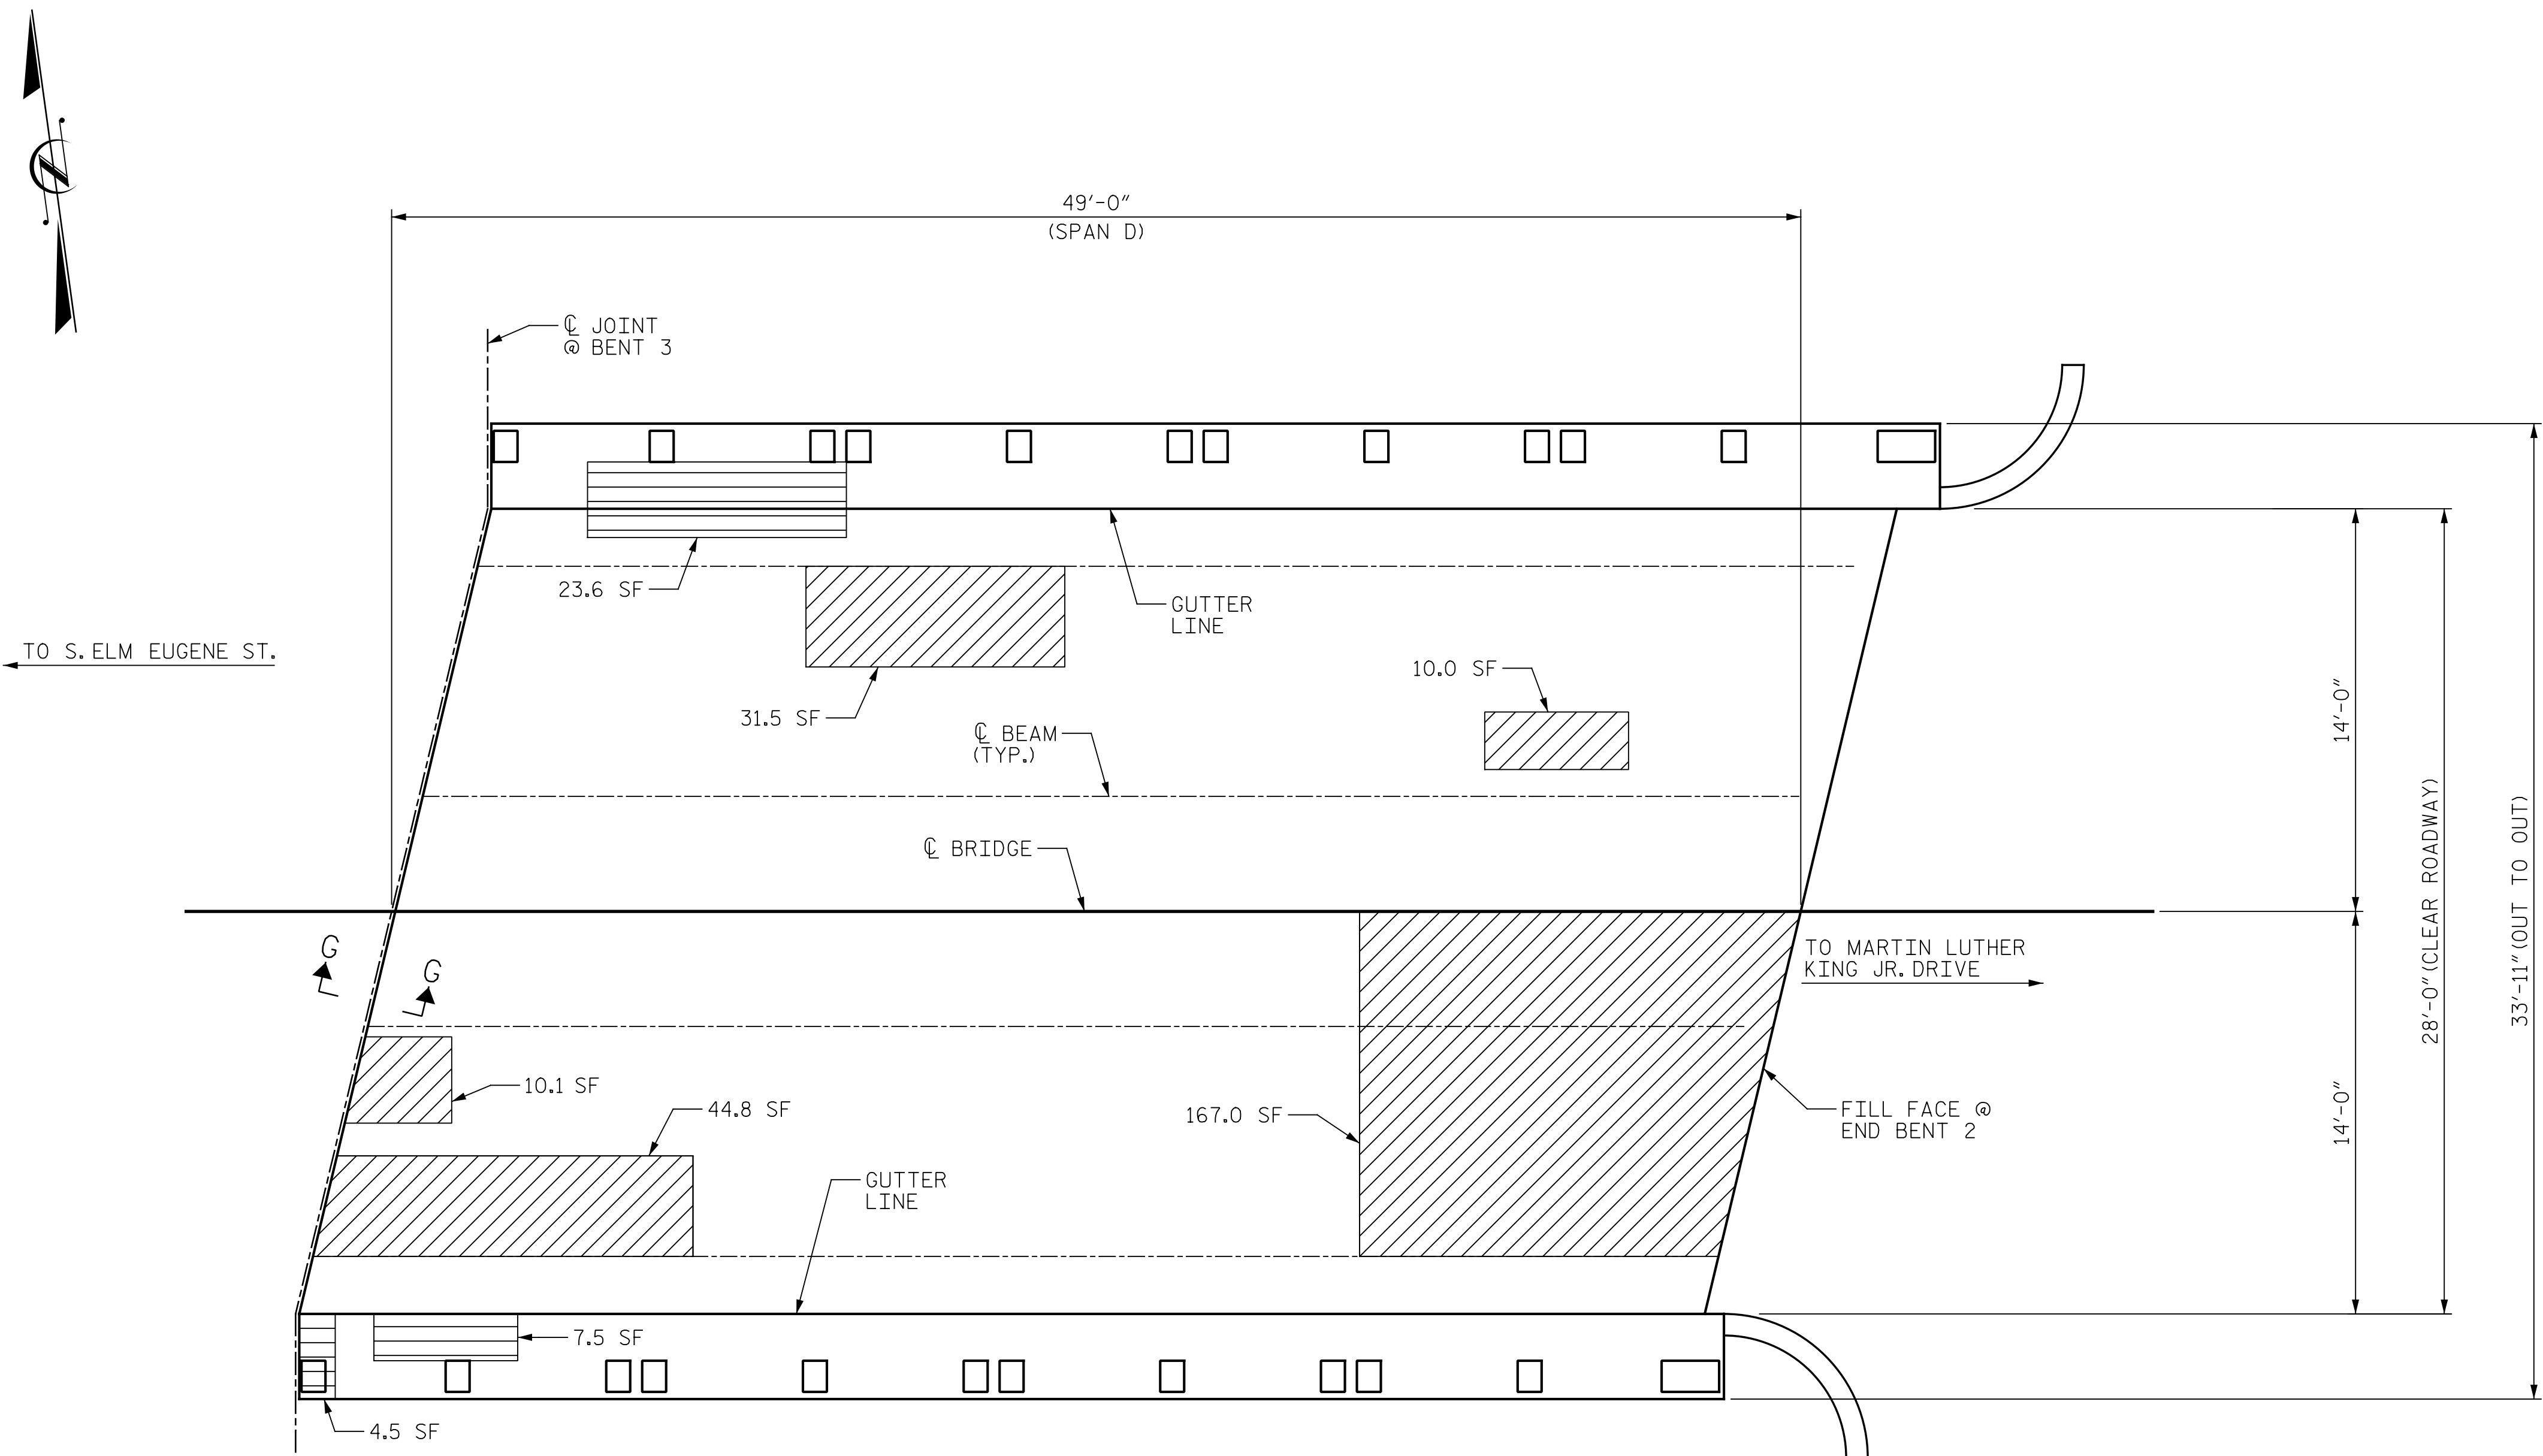 N
49'-0"
(SPAN D)
℄ JOINT
@ BENT 3
23.6 SF
GUTTER
LINE
TO S. ELM EUGENE ST.
10.0 SF
31.5 SF
℄ BEAM
(TYP.)
14'-0"
28'-0" (CLEAR ROADWAY)
33'-11" (OUT TO OUT)
℄ BRIDGE
G
G
TO MARTIN LUTHER
KING JR. DRIVE
10.1 SF
44.8 SF
167.0 SF
FILL FACE @
END BENT 2
14'-0"
GUTTER
LINE
7.5 SF
4.5 SF